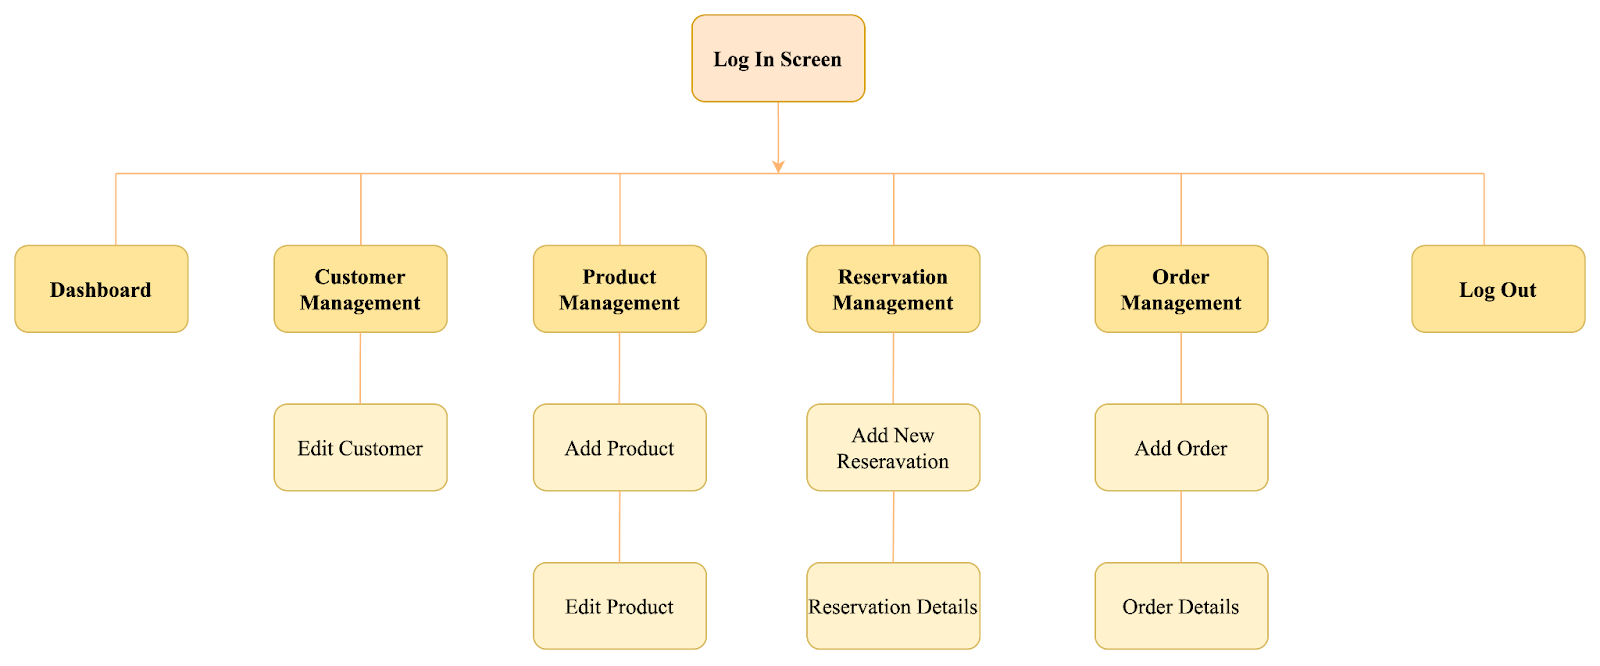 Log In Screen
Dashboard
Customer
Management
Product
Management
Reservation
Management
Order
Management
Log Out
Edit Customer
Add Product
Add New
Reseravation
Add Order
Edit Product
Reservation Details
Order Details